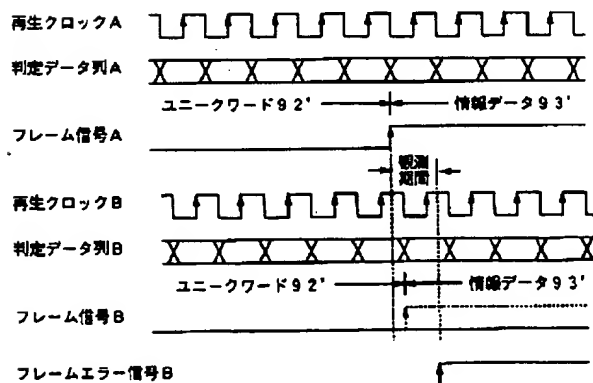 再生クロックA
判定データ列A
ユニークワード92' 情報データ93'
フレーム信号A
観測
期間
再生クロックB
判定データ列B
ユニークワード92' 情報データ93'
フレーム信号B
フレームエラー信号B